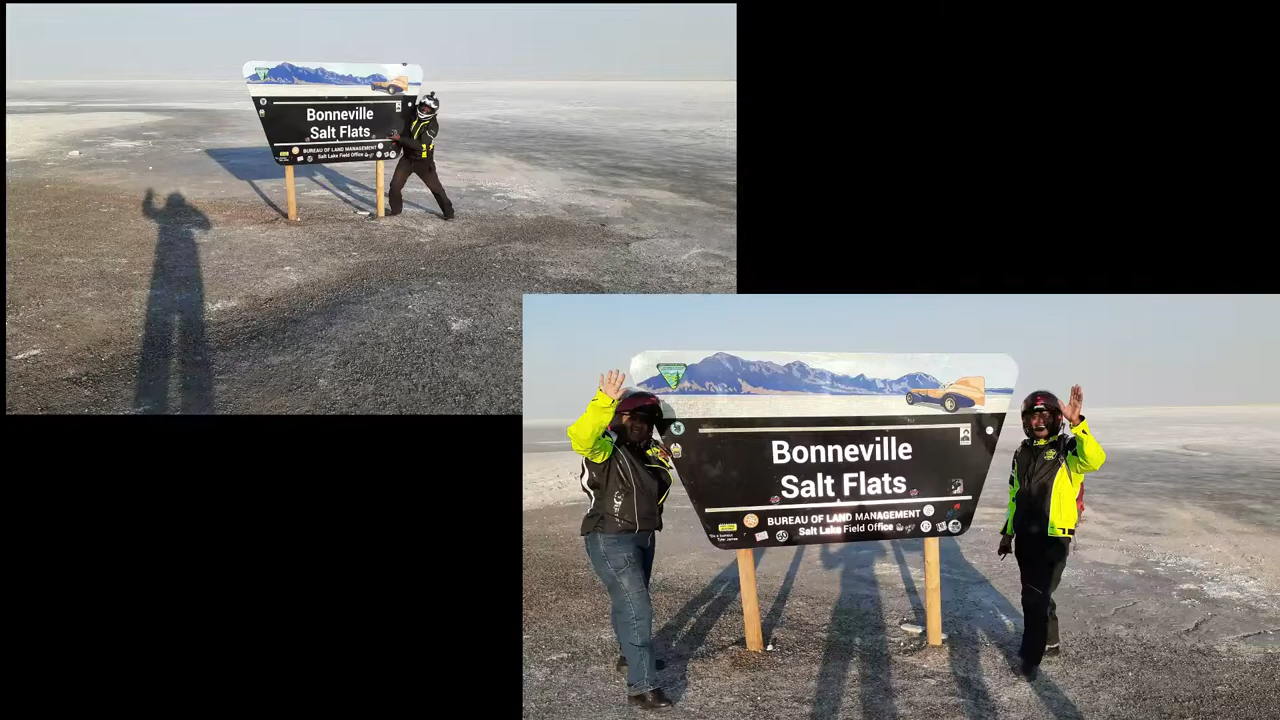 Bonneville
Salt Flats
BUREAU OF LAND MANAGEMENT
Salt Lake Field Office
Bonneville
Salt Flats
BUREAU OF LAND MANAGEMENT
Salt Lake Field Office